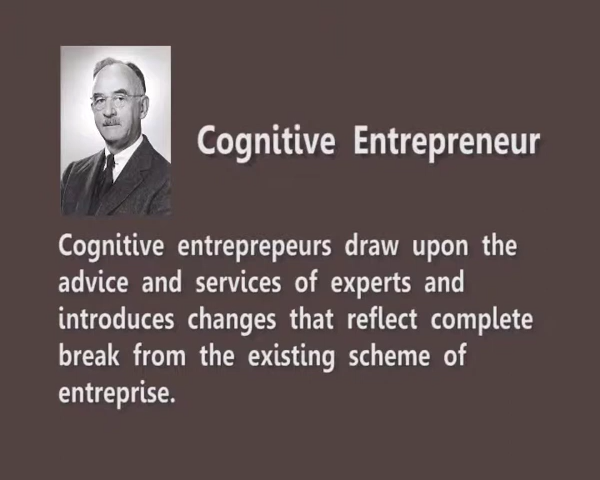 Cognitive Entrepreneur
Cognitive entreprepeurs draw upon the
advice and services of experts and
introduces changes that reflect complete
break from the existing scheme of
entreprise.